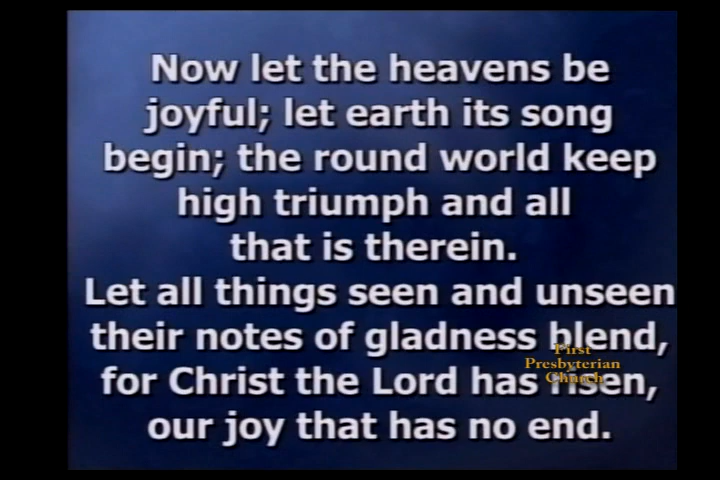 Now let the heavens be
joyful; let earth its song
begin; the round world keep
high triumph and all
that is therein.
Let all things seen and unseen
their notes of gladness blend,
for Christ the Lord has risen,
our joy that has no end.
First
Presbyterian
Church